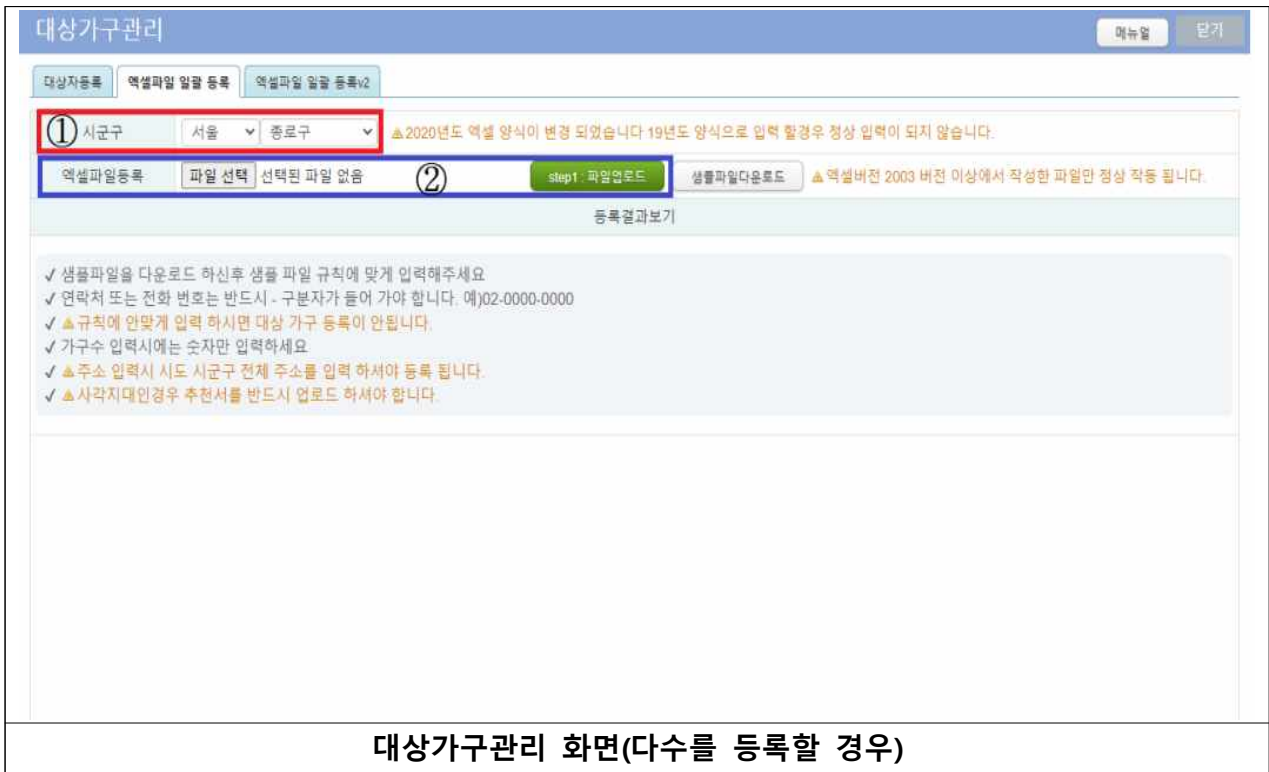 대상가구관리
메뉴얼 닫기
대상자등록 엑셀파일 일괄 등록 엑셀파일 일괄 등록v2
① 시군구 서울 종로구 ⚠2020년도 엑셀 양식이 변경 되었습니다 19년도 양식으로 입력 할경우 정상 입력이 되지 않습니다.
엑셀파일등록 파일 선택 선택된 파일 없음 ② step1 : 파일업로드 샘플파일다운로드 ⚠엑셀버전 2003 버전 이상에서 작성한 파일만 정상 작동 됩니다.
등록결과보기
✓ 샘플파일을 다운로드 하신후 샘플 파일 규칙에 맞게 입력해주세요
✓ 연락처 또는 전화 번호는 반드시 - 구분자가 들어 가야 합니다. 예)02-0000-0000
✓ ⚠규칙에 안맞게 입력 하시면 대상 가구 등록이 안됩니다.
✓ 가구수 입력시에는 숫자만 입력하세요
✓ ⚠주소 입력시 시도 시군구 전체 주소를 입력 하셔야 등록 됩니다.
✓ ⚠사각지대인경우 추천서를 반드시 업로드 하셔야 합니다.
대상가구관리 화면(다수를 등록할 경우)